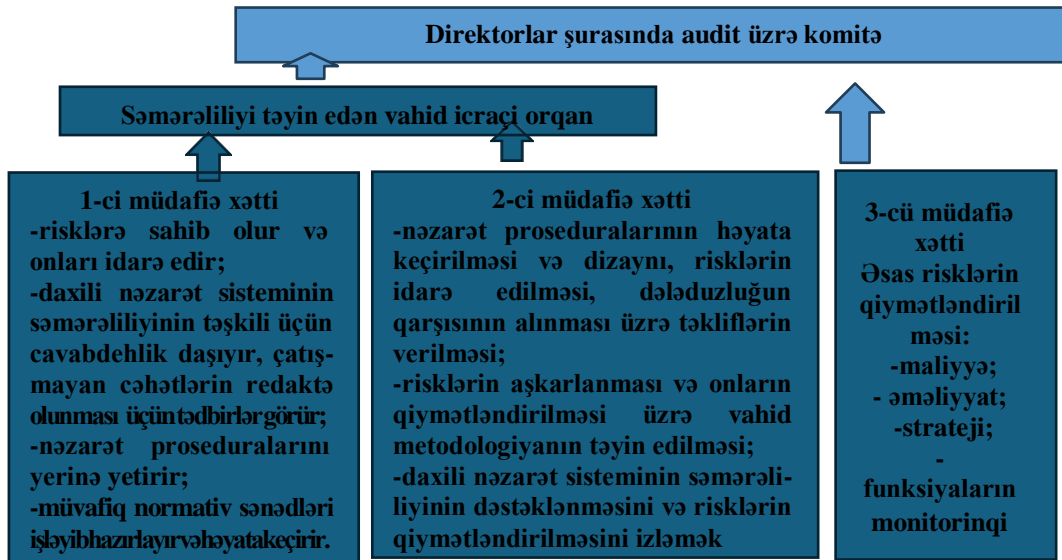 Direktorlar şurasında audit üzrə komitə
Səmərəliliyi təyin edən vahid icraçi orqan
1-ci müdafiə xətti
-risklərə sahib olur və
onları idarə edir;
-daxili nəzarət sisteminin
səmərəliliyinin təşkili üçün
cavabdehlik daşıyır, çatış-
mayan cəhətlərin redaktə
olunması üçün tədbirlər görür;
-nəzarət proseduralarını
yerinə yetirir;
-müvafiq normativ sənədləri
işləyib hazırlayır və həyata keçirir.
2-ci müdafiə xətti
-nəzarət proseduralarının həyata
keçirilməsi və dizaynı, risklərin
idarə edilməsi, dələduzluğun
qarşısının alınması üzrə təkliflərin
verilməsi;
-risklərin aşkarlanması və onların
qiymətləndirilməsi üzrə vahid
metodologiyanın təyin edilməsi;
-daxili nəzarət sisteminin səmərəli-
liyinin dəstəklənməsini və risklərin
qiymətləndirilməsini izləmək
3-cü müdafiə
xətti
Əsas risklərin
qiymətləndiril
məsi:
-maliyyə;
- əməliyyat;
-strateji;
-
funksiyaların
monitorinqi